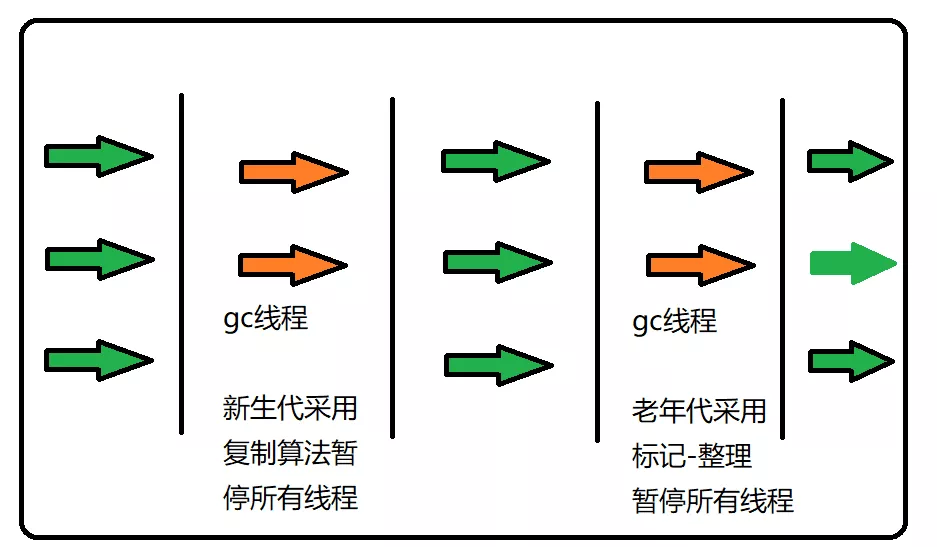 gc线程
新生代采用
复制算法暂
停所有线程
gc线程
老年代采用
标记-整理
暂停所有线程